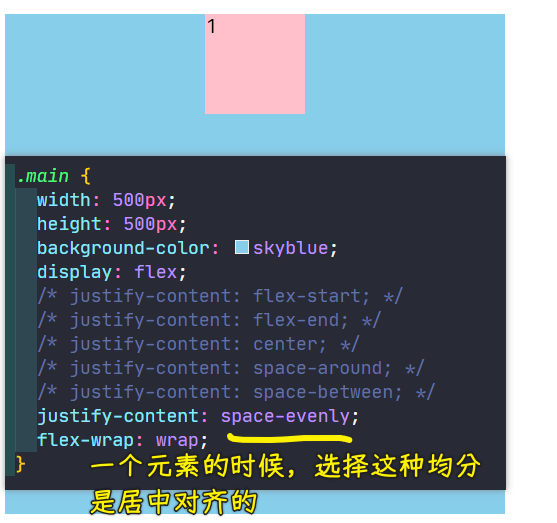 1
.main {
width: 500px;
height: 500px;
background-color: skyblue;
display: flex;
/* justify-content: flex-start; */
/* justify-content: flex-end; */
/* justify-content: center; */
/* justify-content: space-around; */
/* justify-content: space-between; */
justify-content: space-evenly;
flex-wrap: wrap;
}
一个元素的时候，选择这种均分
是居中对齐的